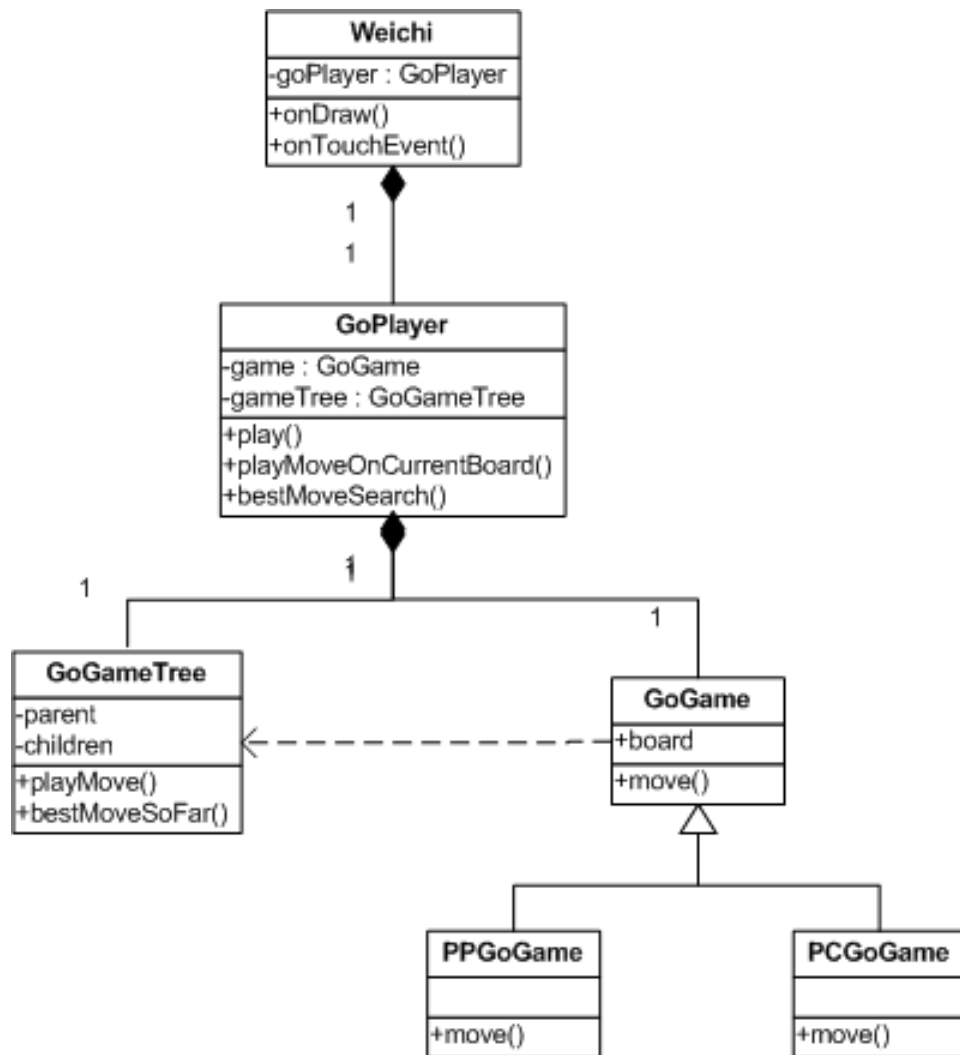 Weichi
-goPlayer : GoPlayer
+onDraw()
+onTouchEvent()
1
1
GoPlayer
-game : GoGame
-gameTree : GoGameTree
+play()
+playMoveOnCurrentBoard()
+bestMoveSearch()
1
1
1
1
GoGameTree
-parent
-children
+playMove()
+bestMoveSoFar()
GoGame
+board
+move()
PPGoGame
+move()
PCGoGame
+move()